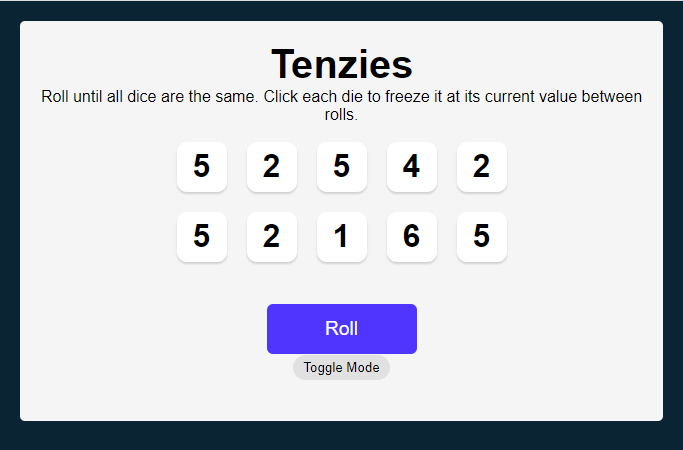 Tenzies
Roll until all dice are the same. Click each die to freeze it at its current value between
rolls.
5 2 5 4 2
5 2 1 6 5
Roll
Toggle Mode